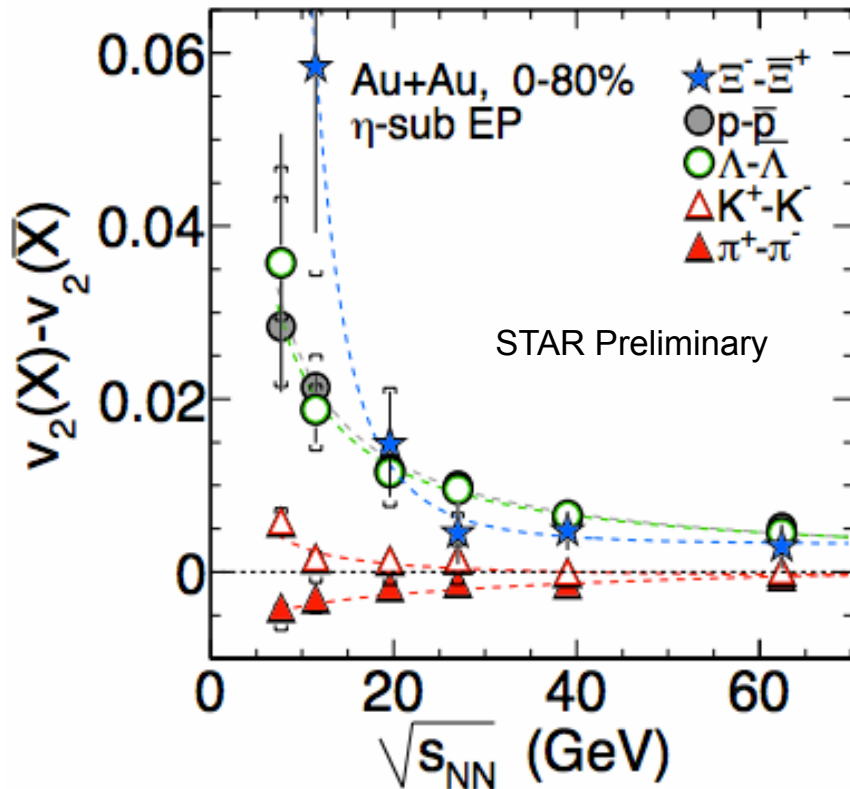 0.06
0.04
0.02
0
v₂(X)-v₂(X̅)
Au+Au, 0-80%
η-sub EP
Ξ⁻-Ξ̅⁺
p-p̅
Λ-Λ̅
K⁺-K⁻
π⁺-π⁻
STAR Preliminary
0 20 40 60
√s_NN (GeV)